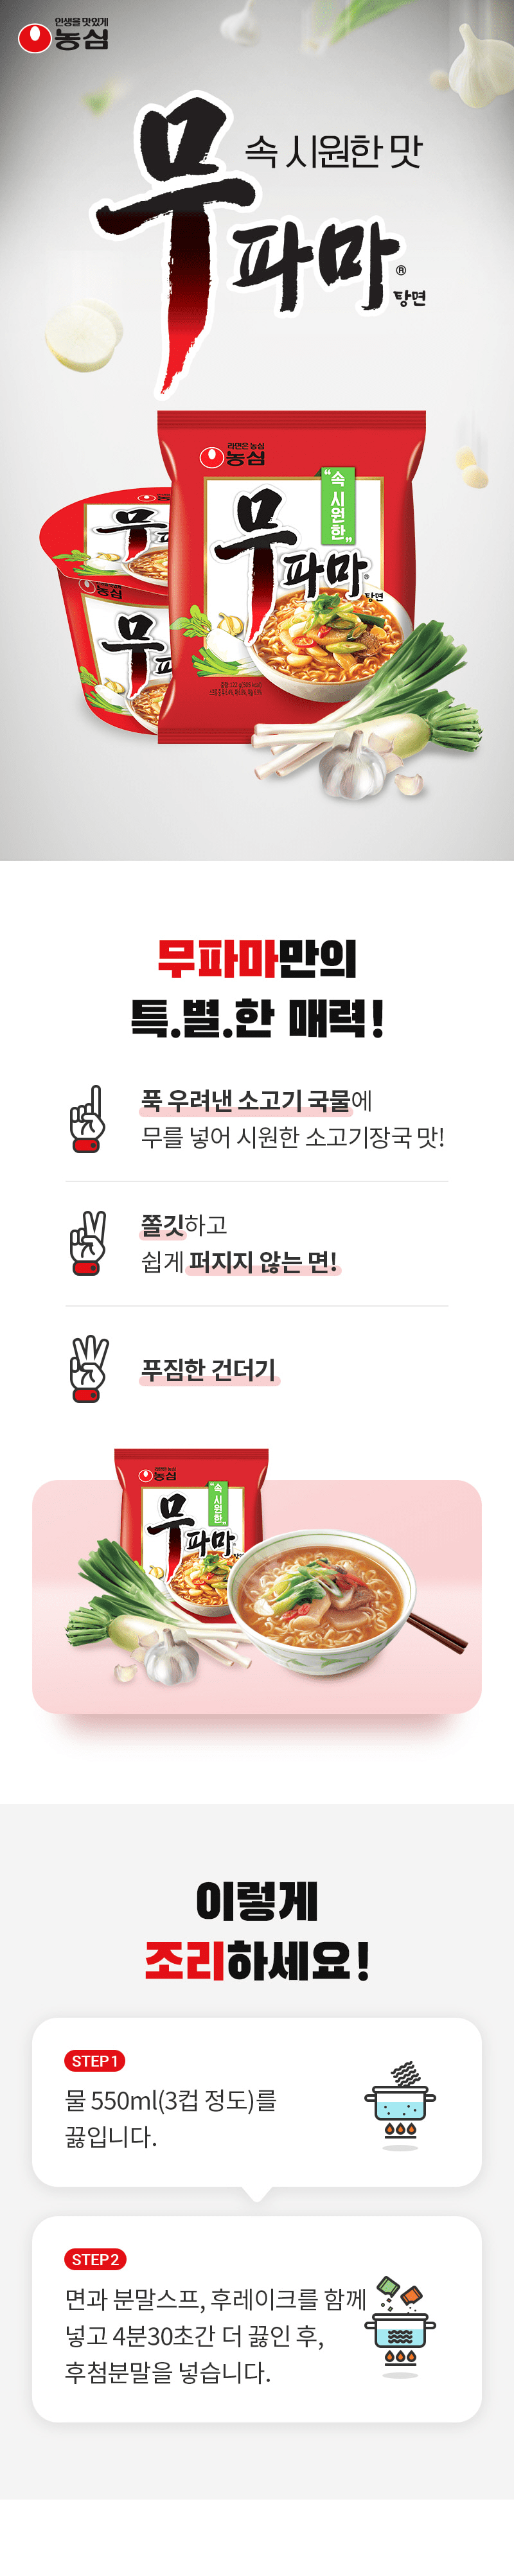 인생을 맛있게
농심
속 시원한 맛
무파마®
탕면
라면은 농심
농심
"속 시원한"
무파마®
탕면
농심
무파
농심
무파
무파마만의
특.별.한 매력!
푹 우려낸 소고기 국물에
무를 넣어 시원한 소고기장국 맛!
쫄깃하고
쉽게 퍼지지 않는 면!
푸짐한 건더기
농심
"속 시원한"
무파마
이렇게
조리하세요!
STEP 1
물 550ml(3컵 정도)를
끓입니다.
STEP 2
면과 분말스프, 후레이크를 함께
넣고 4분30초간 더 끓인 후,
후첨분말을 넣습니다.